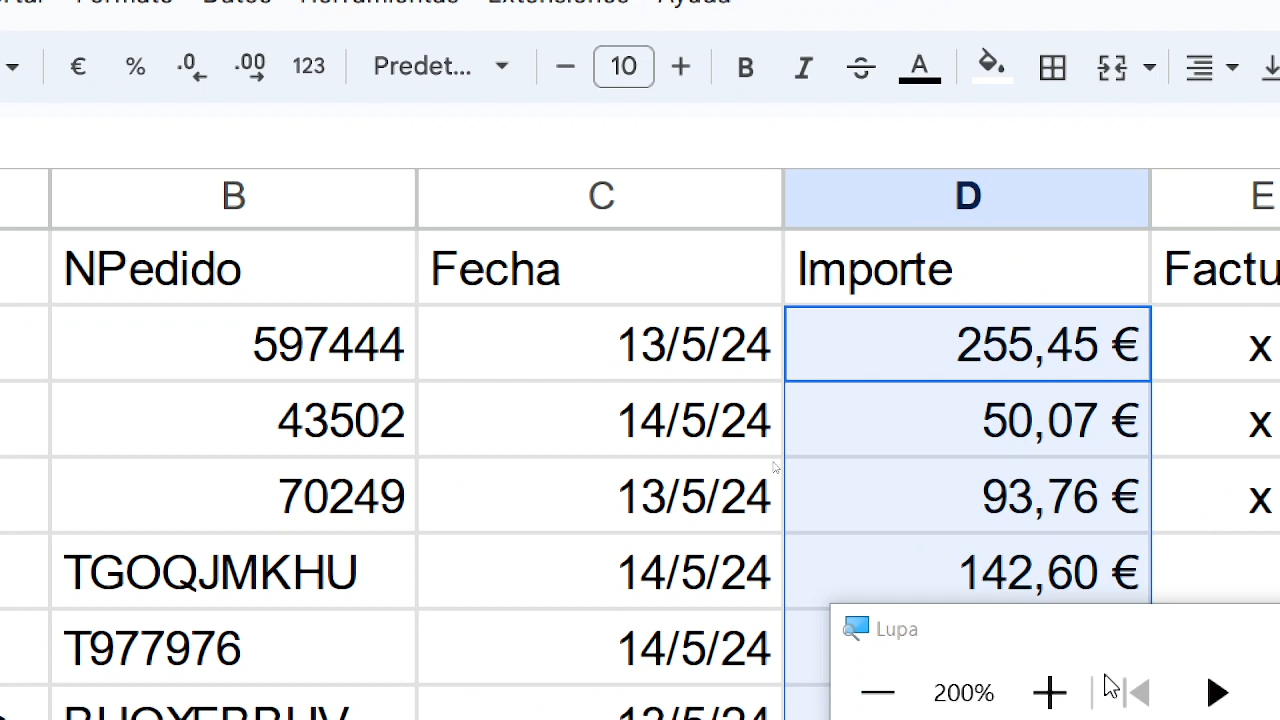 Formato Datos Herramientas Extensiones Ayuda
€ % .0 .00 123 Predet... − 10 + B I S A
B C D E
NPedido Fecha Importe Factu
597444 13/5/24 255,45 € x
43502 14/5/24 50,07 € x
70249 13/5/24 93,76 € x
TGOQJMKHU 14/5/24 142,60 €
T977976 14/5/24
Lupa
− 200% +